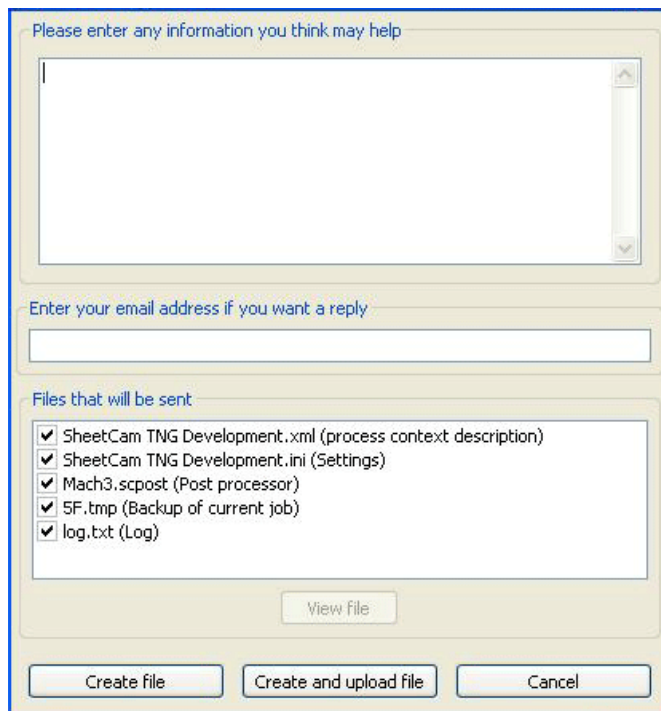 Please enter any information you think may help
Enter your email address if you want a reply
Files that will be sent
SheetCam TNG Development.xml (process context description)
SheetCam TNG Development.ini (Settings)
Mach3.scpost (Post processor)
5F.tmp (Backup of current job)
log.txt (Log)
View file
Create file
Create and upload file
Cancel